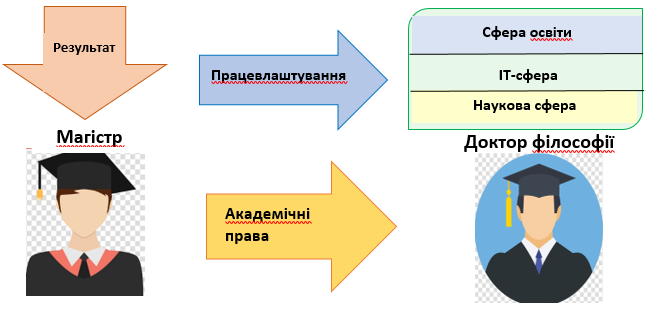 Результат
Працевлаштування
Сфера освіти
ІТ-сфера
Наукова сфера
Магістр
Доктор філософії
Академічні
права